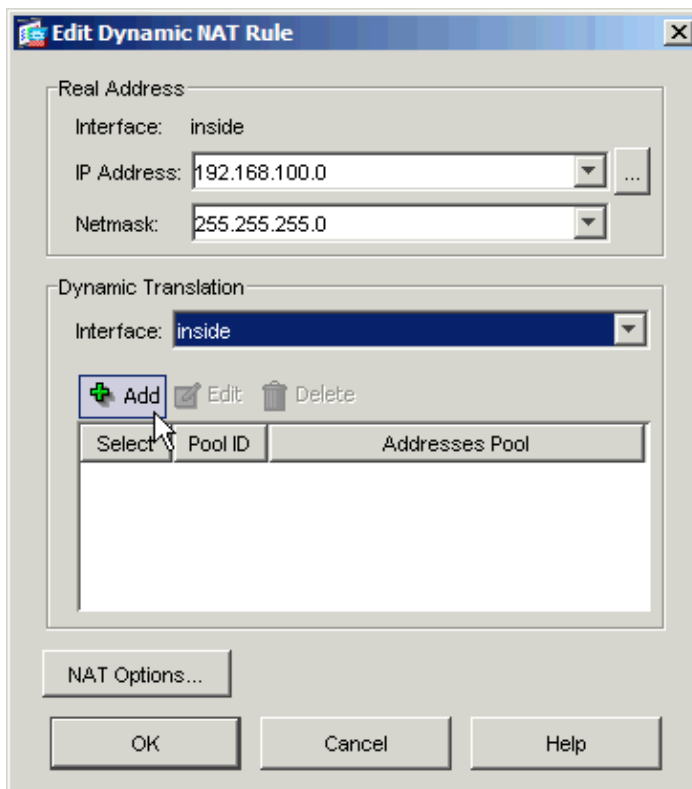 Edit Dynamic NAT Rule
Real Address
Interface: inside
IP Address: 192.168.100.0 ...
Netmask: 255.255.255.0
Dynamic Translation
Interface: inside
Add Edit Delete
Select Pool ID Addresses Pool
NAT Options...
OK Cancel Help